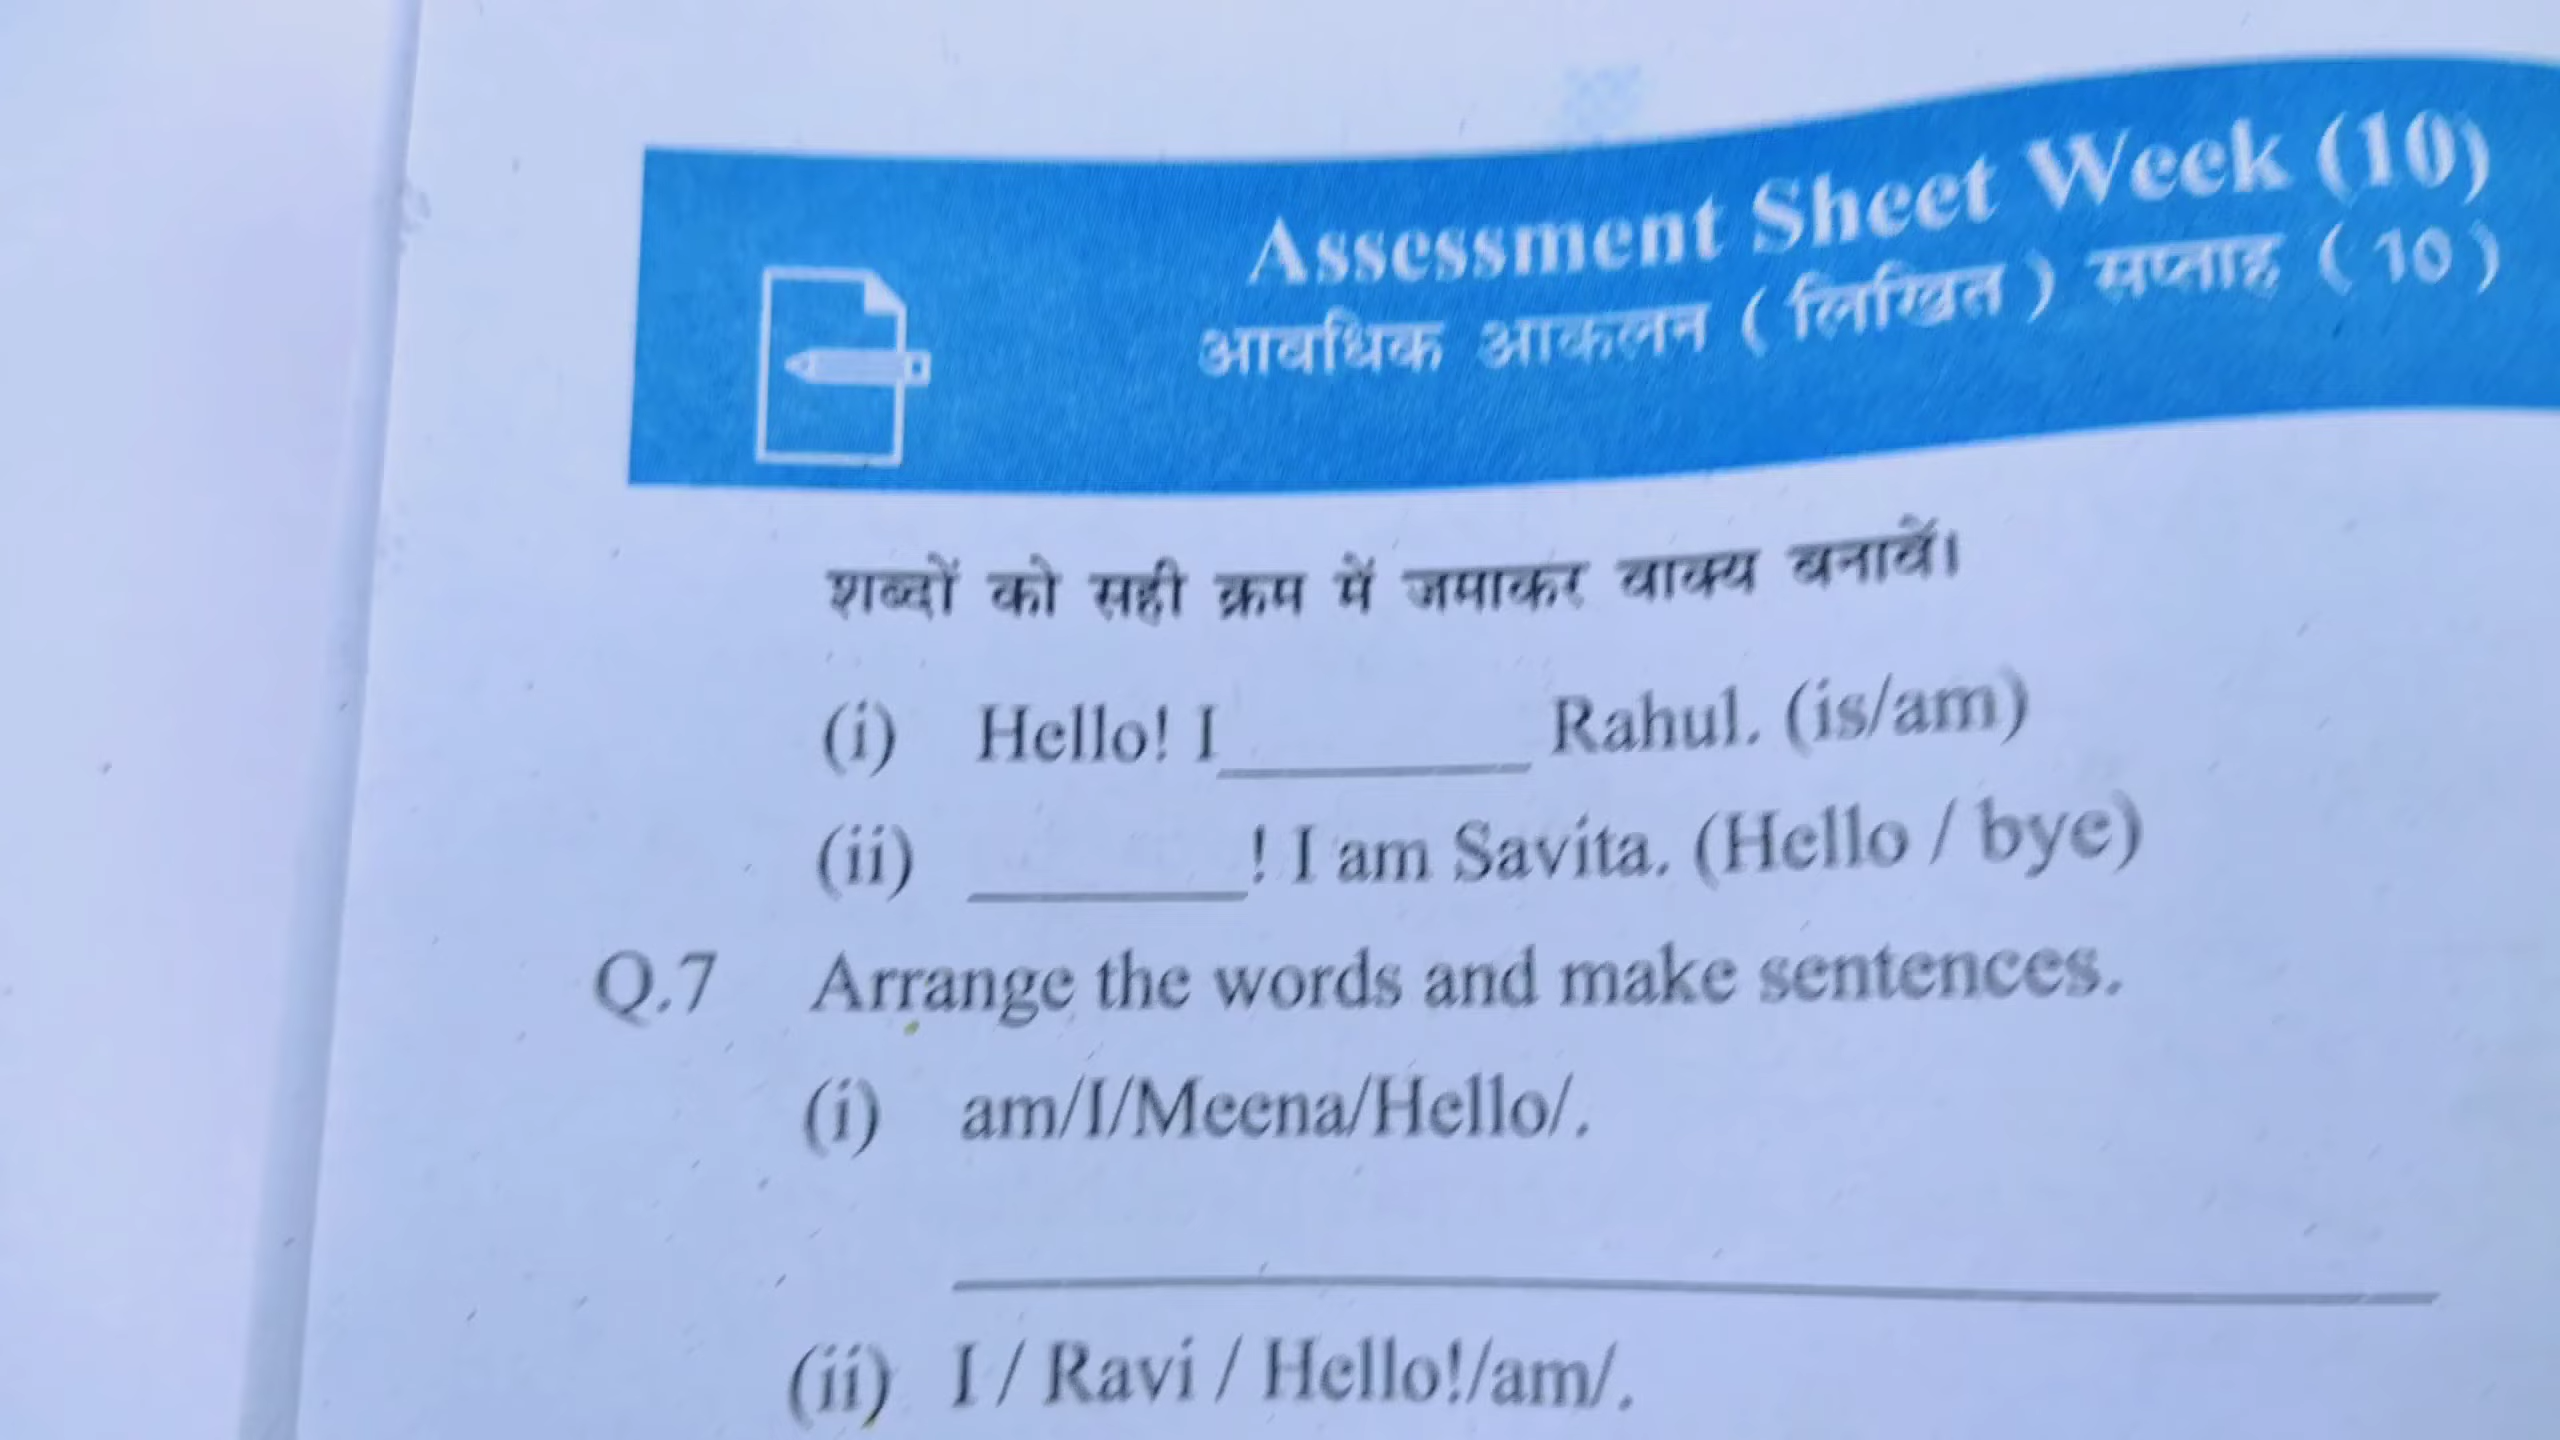 Assessment Sheet Week (10)
आवधिक आकलन ( लिखित ) सप्ताह ( 10 )
शब्दों को सही क्रम में जमाकर वाक्य बनावें।
(i) Hello! I________ Rahul. (is/am)
(ii) ________! I am Savita. (Hello / bye)
Q.7 Arrange the words and make sentences.
(i) am/I/Meena/Hello/.
(ii) I / Ravi / Hello!/am/.